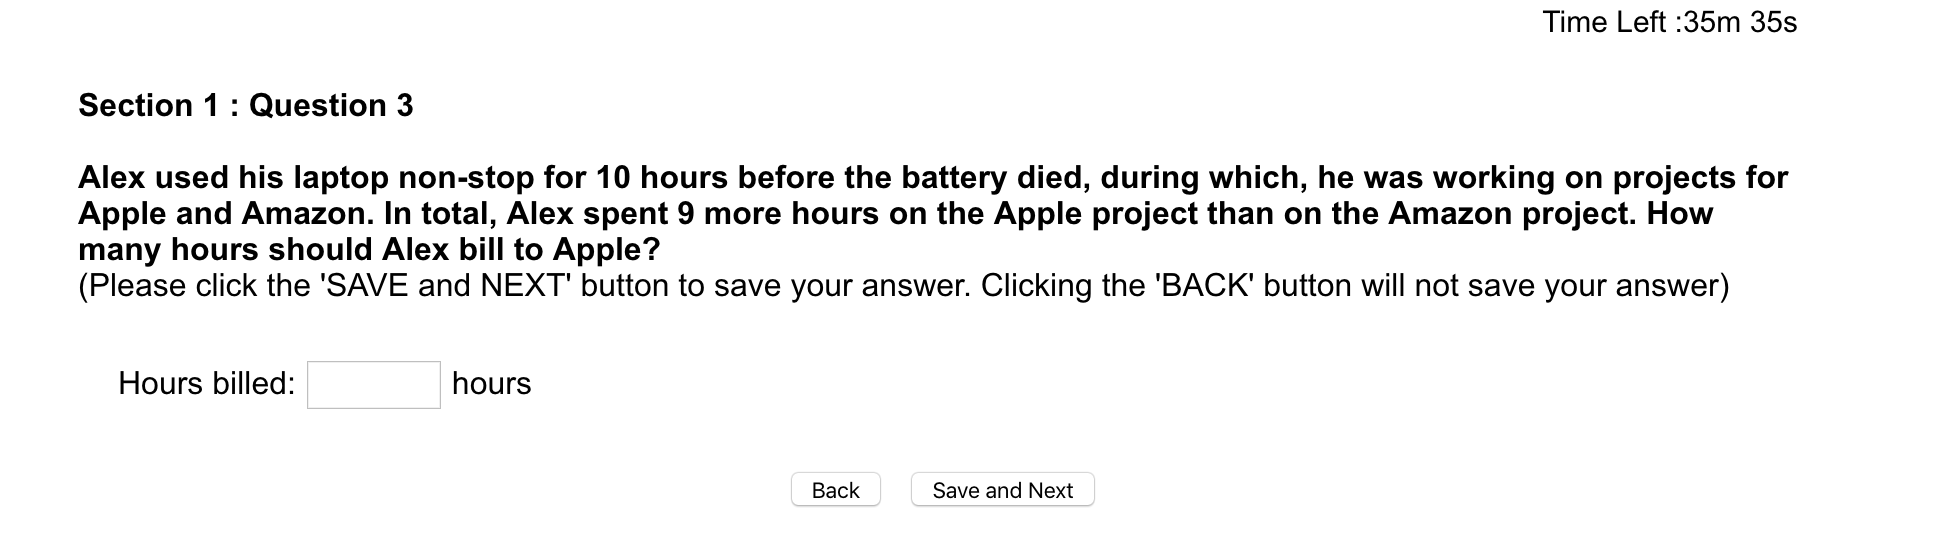 Time Left :35m 35s
Section 1 : Question 3
Alex used his laptop non-stop for 10 hours before the battery died, during which, he was working on projects for
Apple and Amazon. In total, Alex spent 9 more hours on the Apple project than on the Amazon project. How
many hours should Alex bill to Apple?
(Please click the 'SAVE and NEXT' button to save your answer. Clicking the 'BACK' button will not save your answer)
Hours billed: hours
Back Save and Next